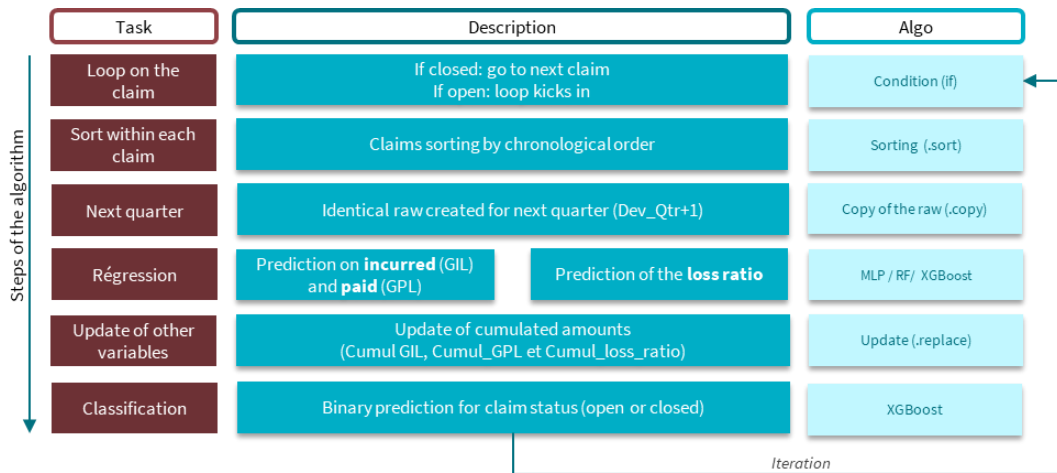 Task
Description
Algo
Steps of the algorithm
Loop on the
claim
If closed: go to next claim
If open: loop kicks in
Condition (if)
Sort within each
claim
Claims sorting by chronological order
Sorting (.sort)
Next quarter
Identical raw created for next quarter (Dev_Qtr+1)
Copy of the raw (.copy)
Régression
Prediction on incurred (GIL)
and paid (GPL)
Prediction of the loss ratio
MLP / RF/ XGBoost
Update of other
variables
Update of cumulated amounts
(Cumul GIL, Cumul_GPL et Cumul_loss_ratio)
Update (.replace)
Classification
Binary prediction for claim status (open or closed)
XGBoost
Iteration